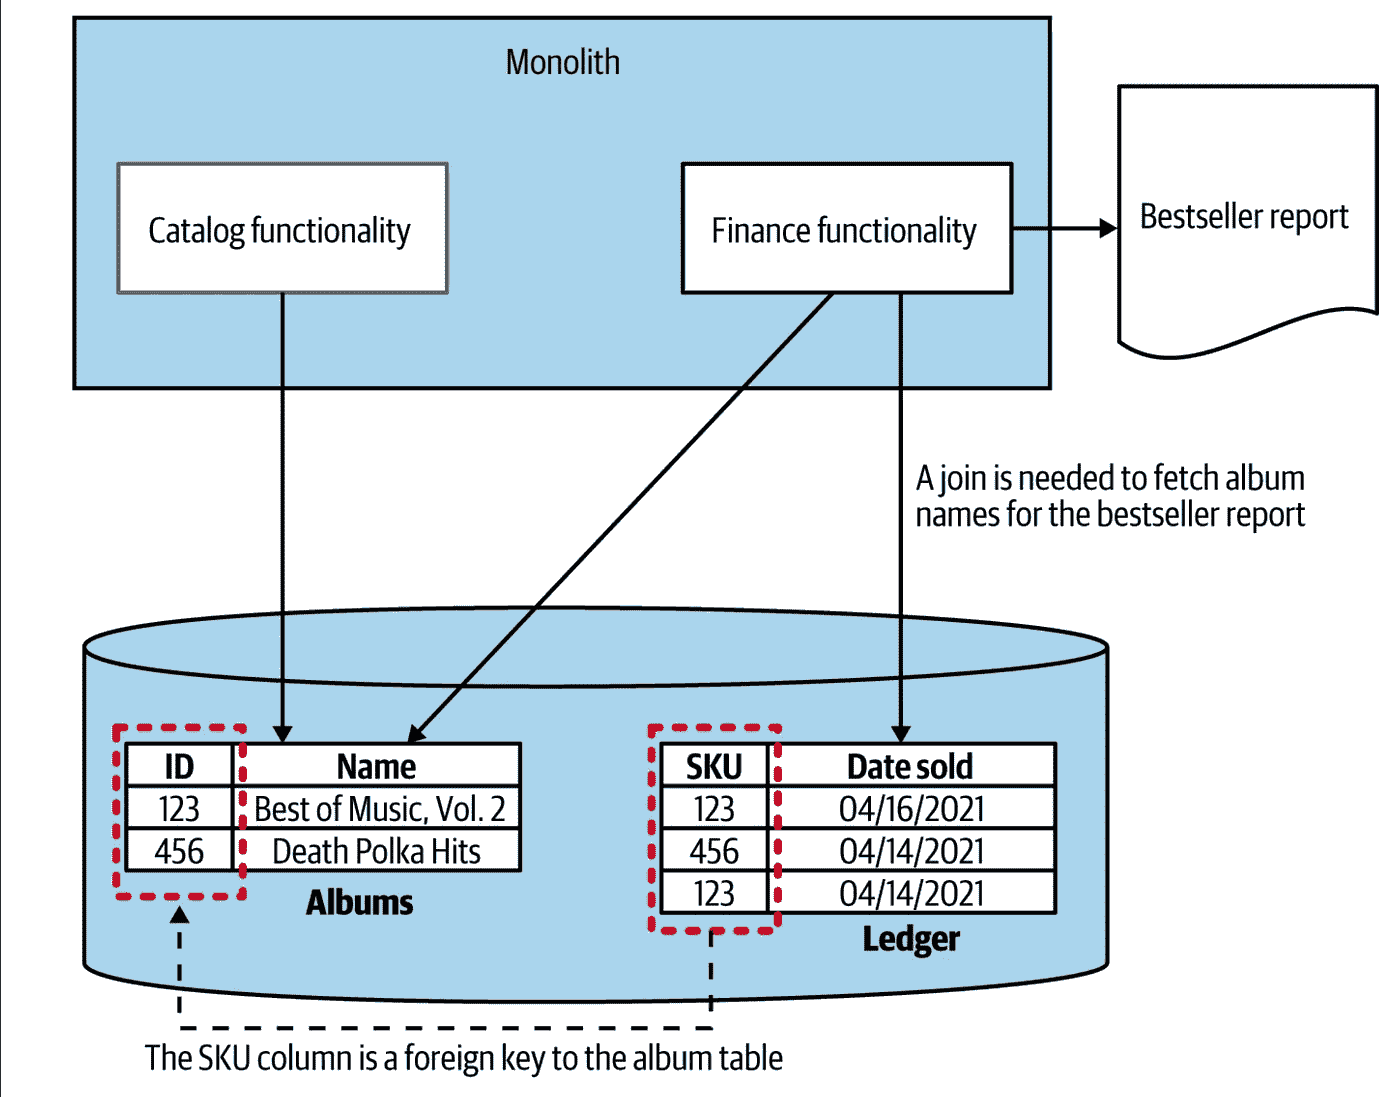 Monolith
Catalog functionality
Finance functionality
Bestseller report
A join is needed to fetch album
names for the bestseller report
ID Name
123 Best of Music, Vol. 2
456 Death Polka Hits
Albums
SKU Date sold
123 04/16/2021
456 04/14/2021
123 04/14/2021
Ledger
The SKU column is a foreign key to the album table